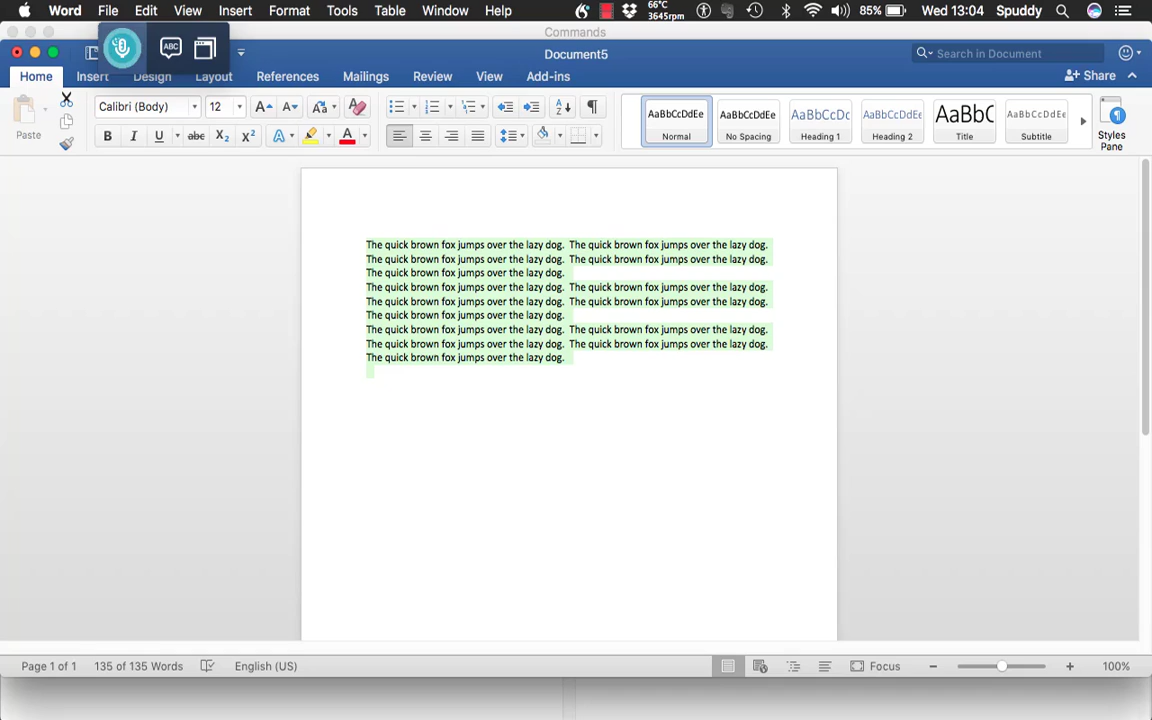 Word File Edit View Insert Format Tools Table Window Help 66°C 3645rpm 85% Wed 13:04 Spuddy
Commands
ABC
Document5
Search in Document
Home Insert Design Layout References Mailings Review View Add-ins Share
Paste
Calibri (Body) 12
AaBbCcDdEe AaBbCcDdEe AaBbCcDc AaBbCcDdEe AaBbC AaBbCcDdEe
Normal No Spacing Heading 1 Heading 2 Title Subtitle
Styles Pane
B I U abc X₂ X²
The quick brown fox jumps over the lazy dog. The quick brown fox jumps over the lazy dog.
The quick brown fox jumps over the lazy dog. The quick brown fox jumps over the lazy dog.
The quick brown fox jumps over the lazy dog.
The quick brown fox jumps over the lazy dog. The quick brown fox jumps over the lazy dog.
The quick brown fox jumps over the lazy dog. The quick brown fox jumps over the lazy dog.
The quick brown fox jumps over the lazy dog.
The quick brown fox jumps over the lazy dog. The quick brown fox jumps over the lazy dog.
The quick brown fox jumps over the lazy dog. The quick brown fox jumps over the lazy dog.
The quick brown fox jumps over the lazy dog.
Page 1 of 1 135 of 135 Words English (US) Focus 100%